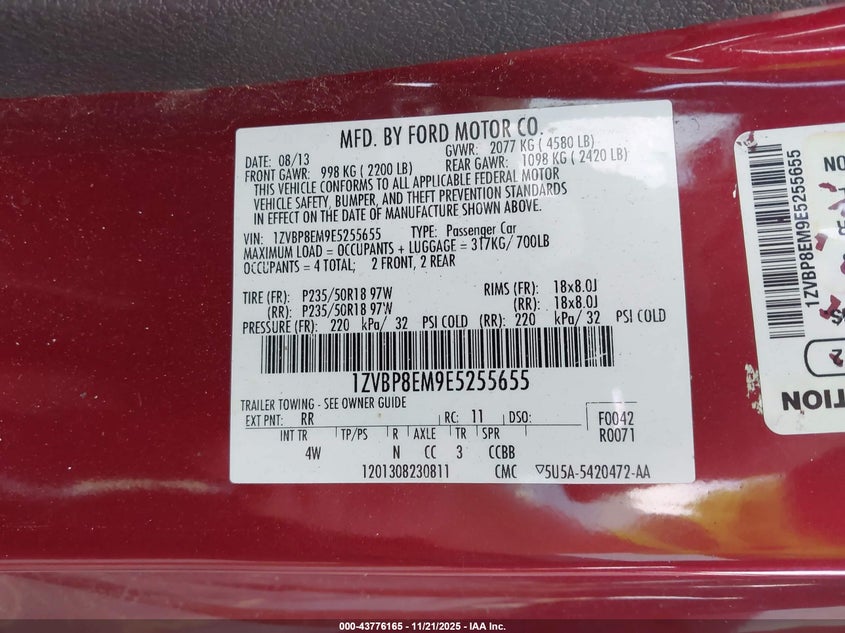 MFD. BY FORD MOTOR CO.
DATE: 08/13
GVWR: 2077 KG ( 4580 LB)
FRONT GAWR: 998 KG ( 2200 LB)
REAR GAWR: 1098 KG ( 2420 LB)
THIS VEHICLE CONFORMS TO ALL APPLICABLE FEDERAL MOTOR
VEHICLE SAFETY, BUMPER, AND THEFT PREVENTION STANDARDS
IN EFFECT ON THE DATE OF MANUFACTURE SHOWN ABOVE.
VIN: 1ZVBP8EM9E5255655 TYPE: Passenger Car
MAXIMUM LOAD = OCCUPANTS + LUGGAGE = 317KG/ 700LB
OCCUPANTS = 4 TOTAL; 2 FRONT, 2 REAR
TIRE (FR): P235/50R18 97W RIMS (FR): 18x8.0J
(RR): P235/50R18 97W (RR): 18x8.0J
PRESSURE (FR): 220 kPa/ 32 PSI COLD (RR): 220 kPa/ 32 PSI COLD
1ZVBP8EM9E5255655
TRAILER TOWING - SEE OWNER GUIDE
EXT PNT: RR RC: 11 DSO: F0042
R0071
INT TR TP/PS R AXLE TR SPR
4W N CC 3 CCBB
1201308230811 CMC ▽5U5A-5420472-AA
1ZVBP8EM9E5255655
000-43776165 - 11/21/2025 - IAA Inc.